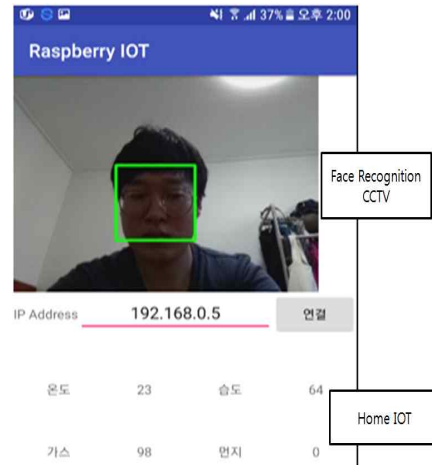 37% 오후 2:00
Raspberry IOT
Face Recognition
CCTV
IP Address 192.168.0.5 연결
온도 23 습도 64
Home IOT
가스 98 먼지 0